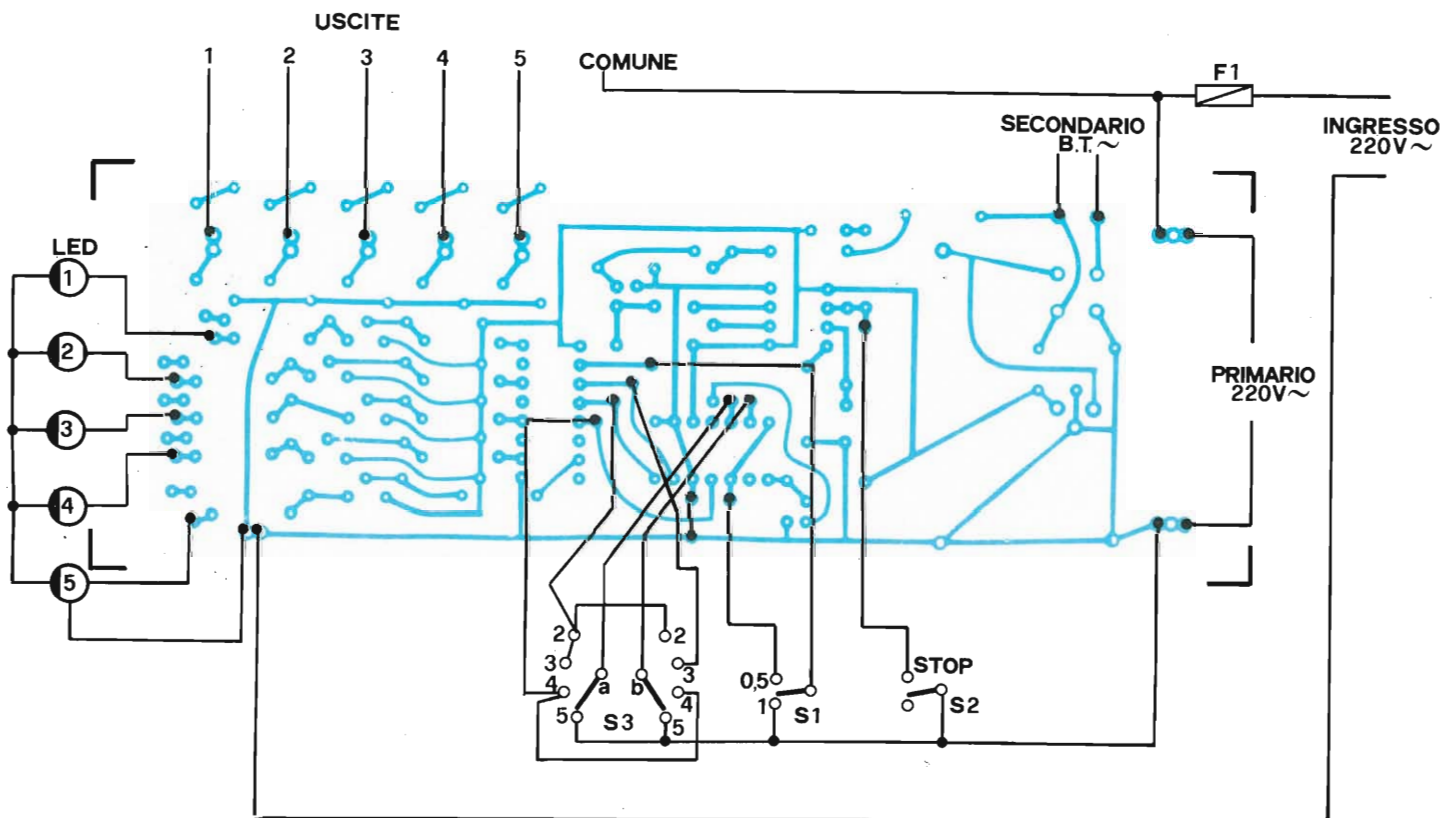 USCITE
1 2 3 4 5
COMUNE
F1
SECONDARIO
B.T.~
INGRESSO
220V~
LED
1
2
3
4
5
PRIMARIO
220V~
2 2
3 3
4 4
a b
5 5
S3
0,5
1
S1
STOP
S2